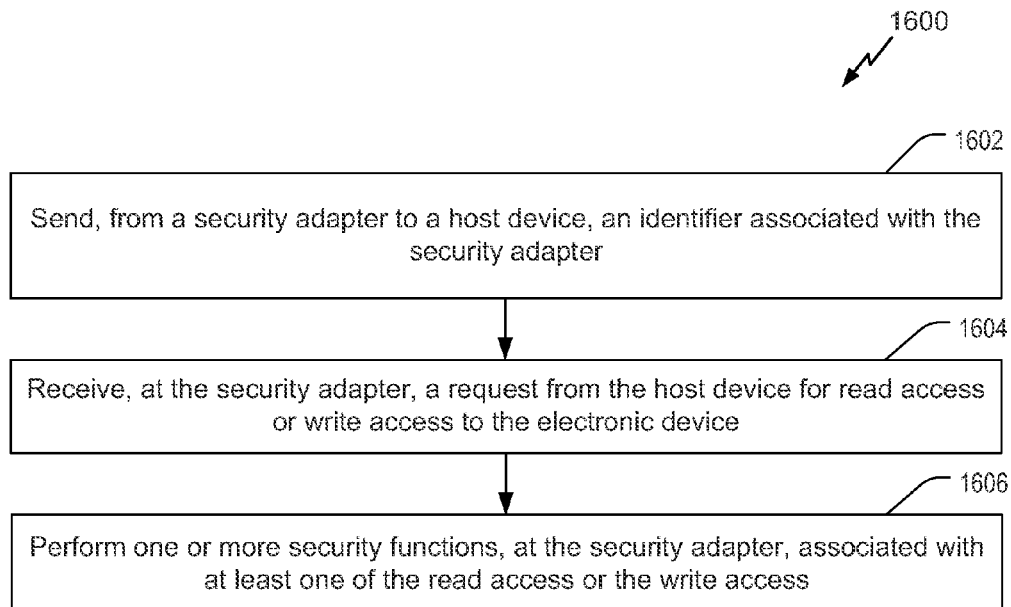 1600
1602
Send, from a security adapter to a host device, an identifier associated with the
security adapter
1604
Receive, at the security adapter, a request from the host device for read access
or write access to the electronic device
1606
Perform one or more security functions, at the security adapter, associated with
at least one of the read access or the write access